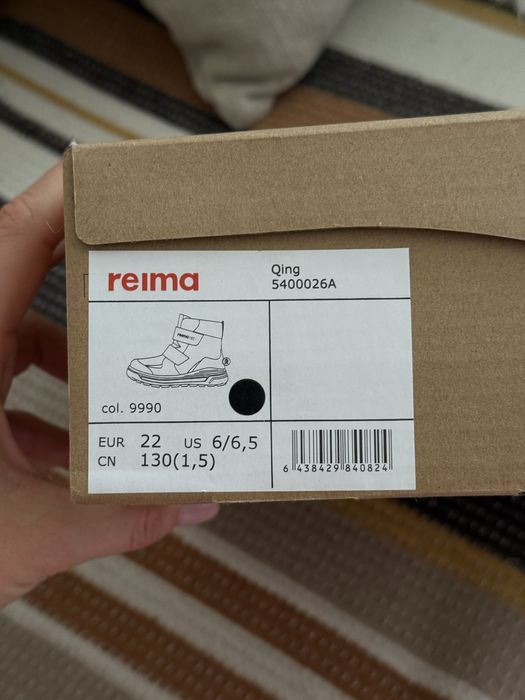 reima
Qing
5400026A
col. 9990
EUR 22 US 6/6,5
CN 130(1,5)
6 438429 840824